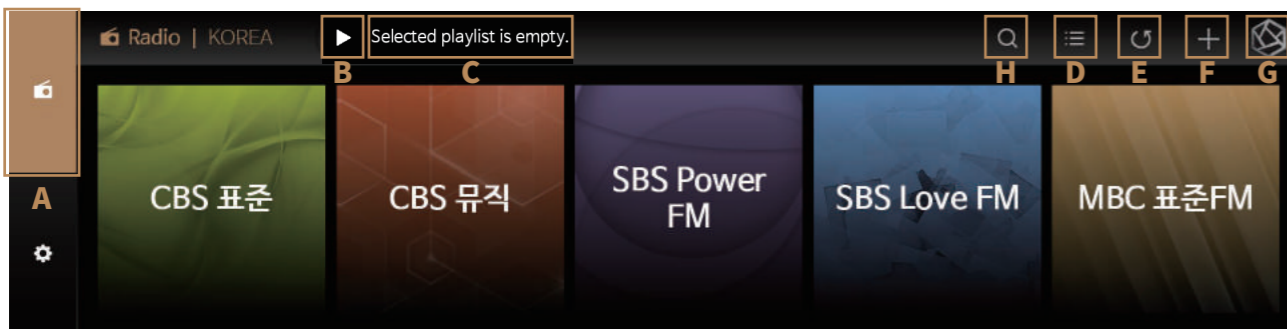 Radio | KOREA
Selected playlist is empty.
B
C
H
D
E
F
G
A
CBS 표준
CBS 뮤직
SBS Power
FM
SBS Love FM
MBC 표준FM